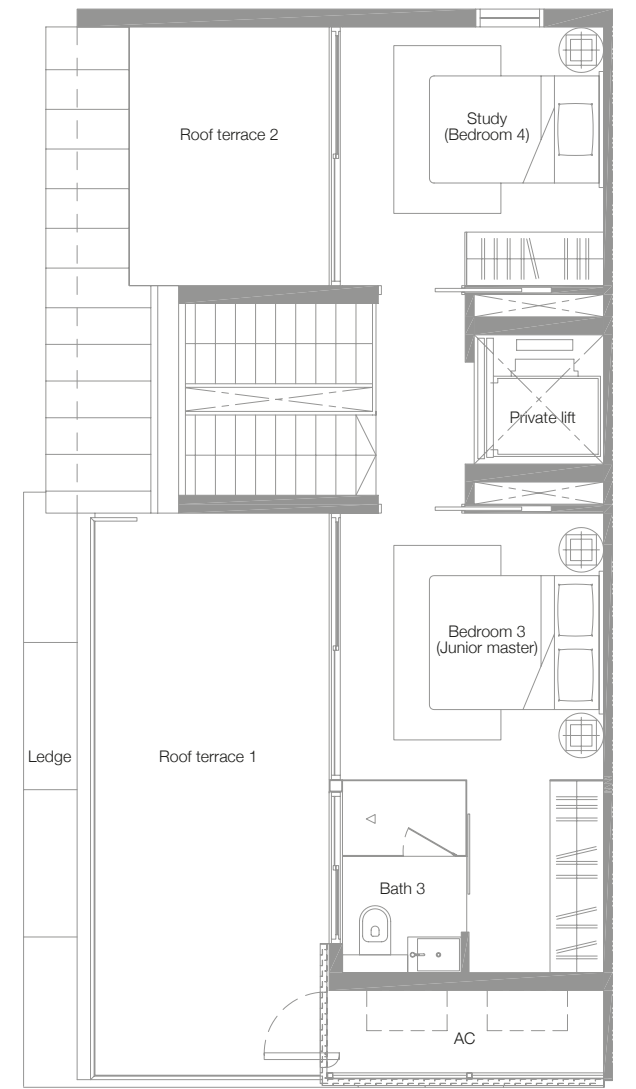 Roof terrace 2
Study
(Bedroom 4)
Private lift
Bedroom 3
(Junior master)
Ledge
Roof terrace 1
Bath 3
AC